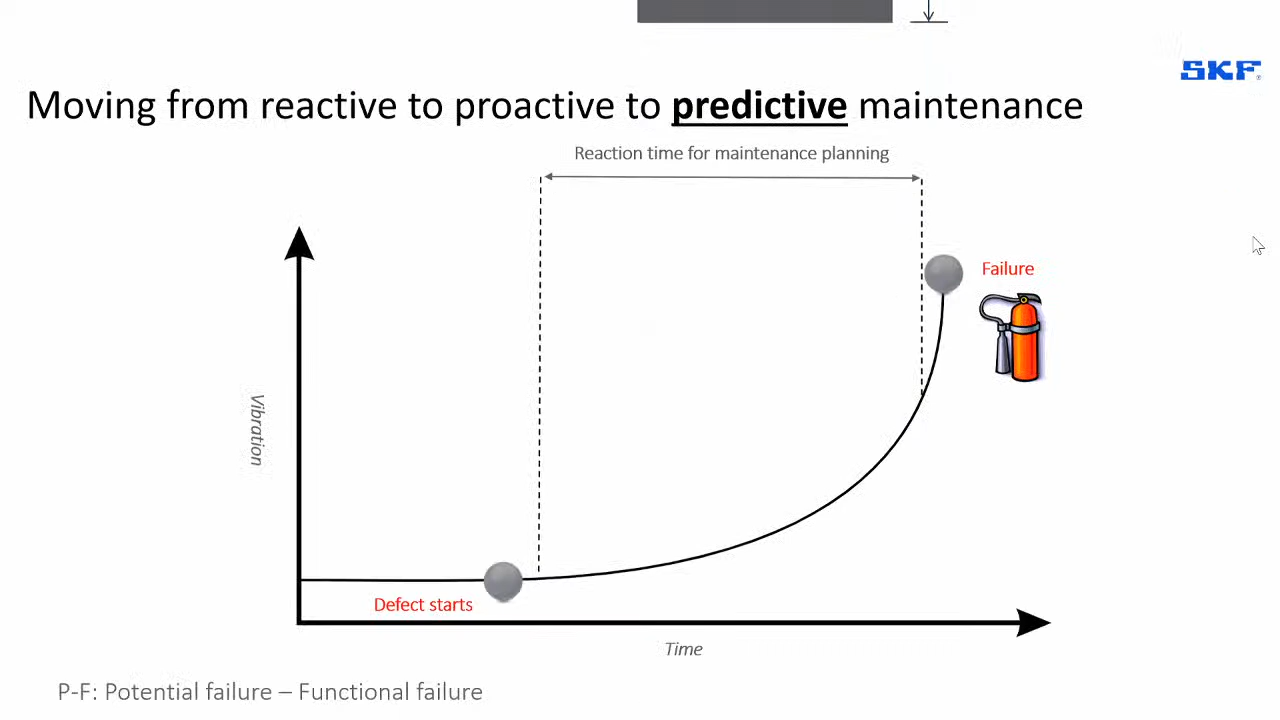 SKF
Moving from reactive to proactive to predictive maintenance
Reaction time for maintenance planning
Failure
Vibration
Defect starts
Time
P-F: Potential failure – Functional failure